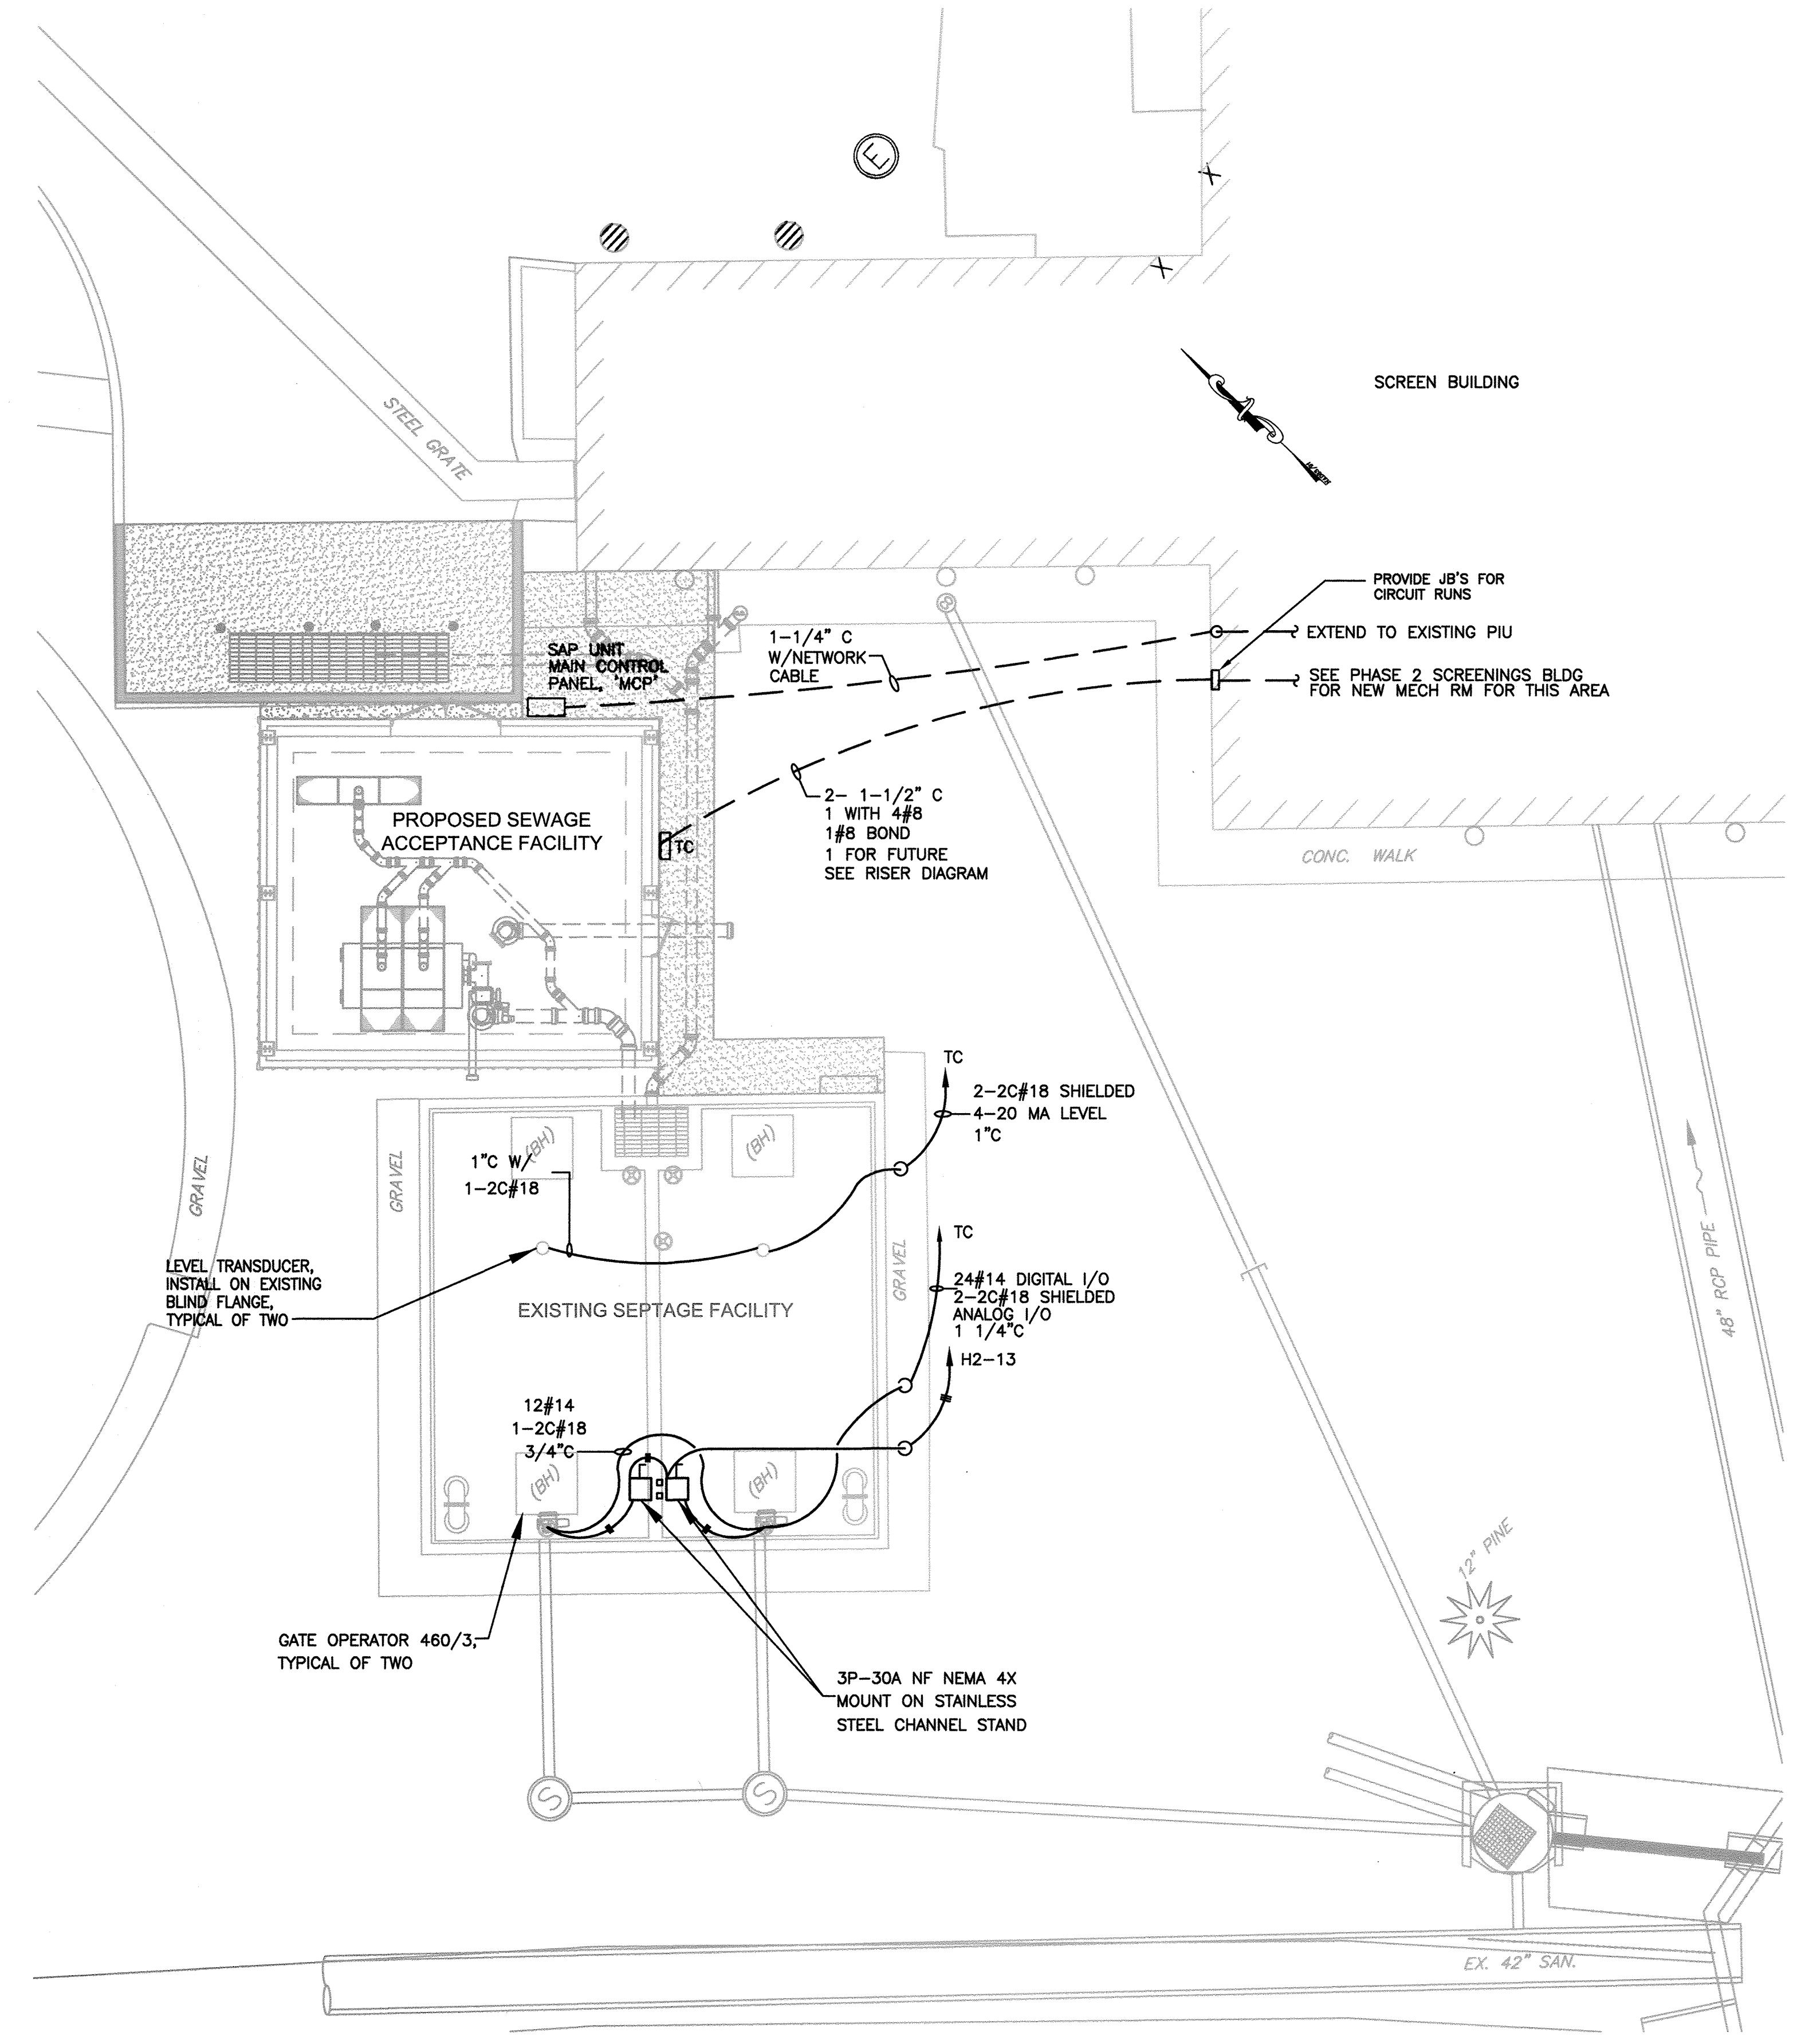 E
X
X
SCREEN BUILDING
STEEL GRATE
PROVIDE JB'S FOR
CIRCUIT RUNS
EXTEND TO EXISTING PIU
SEE PHASE 2 SCREENINGS BLDG
FOR NEW MECH RM FOR THIS AREA
1-1/4" C
W/NETWORK
CABLE
SAP UNIT
MAIN CONTROL
PANEL, 'MCP'
2- 1-1/2" C
1 WITH 4#8
1#8 BOND
1 FOR FUTURE
SEE RISER DIAGRAM
PROPOSED SEWAGE
ACCEPTANCE FACILITY
TC
CONC. WALK
TC
2-2C#18 SHIELDED
4-20 MA LEVEL
1"C
(BH)
(BH)
1"C W/
1-2C#18
GRAVEL
GRAVEL
GRAVEL
LEVEL TRANSDUCER,
INSTALL ON EXISTING
BLIND FLANGE,
TYPICAL OF TWO
EXISTING SEPTAGE FACILITY
TC
24#14 DIGITAL I/O
2-2C#18 SHIELDED
ANALOG I/O
1 1/4"C
H2-13
48" RCP PIPE
12#14
1-2C#18
3/4"C
(BH)
(BH)
12" PINE
GATE OPERATOR 460/3,
TYPICAL OF TWO
3P-30A NF NEMA 4X
MOUNT ON STAINLESS
STEEL CHANNEL STAND
S
S
EX. 42" SAN.